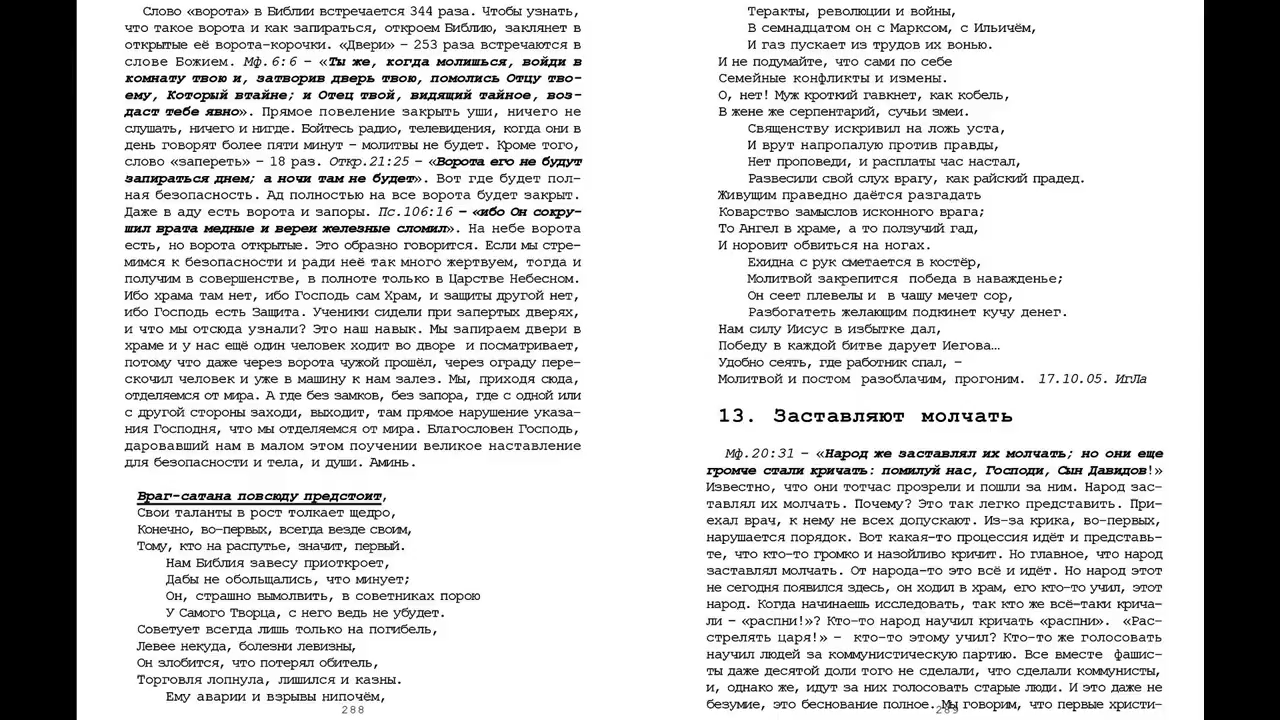 Слово «ворота» в Библии встречается 344 раза. Чтобы узнать,
что такое ворота и как запираться, откроем Библию, заклянет в
открытые её ворота-корочки. «Двери» – 253 раза встречаются в
слове Божием. Мф.6:6 – «Ты же, когда молишься, войди в
комнату твою и, затворив дверь твою, помолись Отцу тво-
ему, Который втайне; и Отец твой, видящий тайное, воз-
даст тебе явно». Прямое повеление закрыть уши, ничего не
слушать, ничего и нигде. Бойтесь радио, телевидения, когда они в
день говорят более пяти минут – молитвы не будет. Кроме того,
слово «запереть» – 18 раз. Откр.21:25 – «Ворота его не будут
запираться днем; а ночи там не будет». Вот где будет пол-
ная безопасность. Ад полностью на все ворота будет закрыт.
Даже в аду есть ворота и запоры. Пс.106:16 – «ибо Он сокру-
шил врата медные и вереи железные сломил». На небе ворота
есть, но ворота открытые. Это образно говорится. Если мы стре-
мимся к безопасности и ради неё так много жертвуем, тогда и
получим в совершенстве, в полноте только в Царстве Небесном.
Ибо храма там нет, ибо Господь сам Храм, и защиты другой нет,
ибо Господь есть Защита. Ученики сидели при запертых дверях,
и что мы отсюда узнали? Это наш навык. Мы запираем двери в
храме и у нас ещё один человек ходит во дворе и посматривает,
потому что даже через ворота чужой прошёл, через ограду пере-
скочил человек и уже в машину к нам залез. Мы, приходя сюда,
отделяемся от мира. А где без замков, без запора, где с одной или
с другой стороны заходи, выходит, там прямое нарушение указа-
ния Господня, что мы отделяемся от мира. Благословен Господь,
даровавший нам в малом этом поучении великое наставление
для безопасности и тела, и души. Аминь.
Враг-сатана повсюду предстоит,
Свои таланты в рост толкает щедро,
Конечно, во-первых, всегда везде своим,
Тому, кто на распутье, значит, первый.
Нам Библия завесу приоткроет,
Дабы не обольщались, что минует;
Он, страшно вымолвить, в советниках порою
У Самого Творца, с него ведь не убудет.
Советует всегда лишь только на погибель,
Левее некуда, болезни левизны,
Он злобится, что потерял обитель,
Торговля лопнула, лишился и казны.
Ему аварии и взрывы нипочём,
288
Теракты, революции и войны,
В семнадцатом он с Марксом, с Ильичём,
И газ пускает из трудов их вонью.
И не подумайте, что сами по себе
Семейные конфликты и измены.
О, нет! Муж кроткий гавкнет, как кобель,
В жене же серпентарий, сучьи змеи.
Священству искривил на ложь уста,
И врут напропалую против правды,
Нет проповеди, и расплаты час настал,
Развесили свой слух врагу, как райский прадед.
Живущим праведно даётся разгадать
Коварство замыслов исконного врага;
То Ангел в храме, а то ползучий гад,
И норовит обвиться на ногах.
Ехидна с рук сметается в костёр,
Молитвой закрепится победа в наважденье;
Он сеет плевелы и в чашу мечет сор,
Разбогатеть желающим подкинет кучу денег.
Нам силу Иисус в избытке дал,
Победу в каждой битве дарует Иегова…
Удобно сеять, где работник спал, –
Молитвой и постом разоблачим, прогоним. 17.10.05. ИгЛа
13. Заставляют молчать
Мф.20:31 – «Народ же заставлял их молчать; но они еще
громче стали кричать: помилуй нас, Господи, Сын Давидов!»
Известно, что они тотчас прозрели и пошли за ним. Народ зас-
тавлял их молчать. Почему? Это так легко представить. При-
ехал врач, к нему не всех допускают. Из-за крика, во-первых,
нарушается порядок. Вот какая-то процессия идёт и представь-
те, что кто-то громко и назойливо кричит. Но главное, что народ
заставлял молчать. От народа-то это всё и идёт. Но народ этот
не сегодня появился здесь, он ходил в храм, его кто-то учил, этот
народ. Когда начинаешь исследовать, так кто же всё-таки крича-
ли – «распни!»? Кто-то народ научил кричать «распни». «Рас-
стрелять царя!» – кто-то этому учил? Кто-то же голосовать
научил людей за коммунистическую партию. Все вместе фашис-
ты даже десятой доли того не сделали, что сделали коммунисты,
и, однако же, идут за них голосовать старые люди. И это даже не
безумие, это беснование полное. Мы говорим, что первые христи-
289